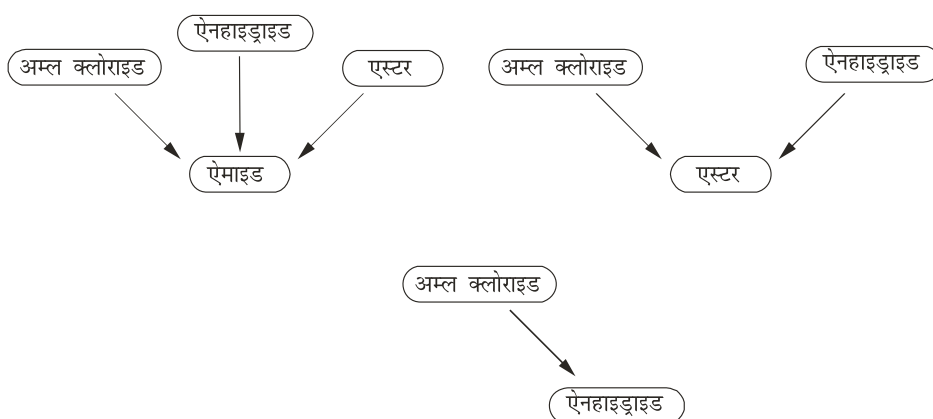 ऐनहाइड्राइड
अम्ल क्लोराइड
एस्टर
ऐमाइड
अम्ल क्लोराइड
ऐनहाइड्राइड
एस्टर
अम्ल क्लोराइड
ऐनहाइड्राइड